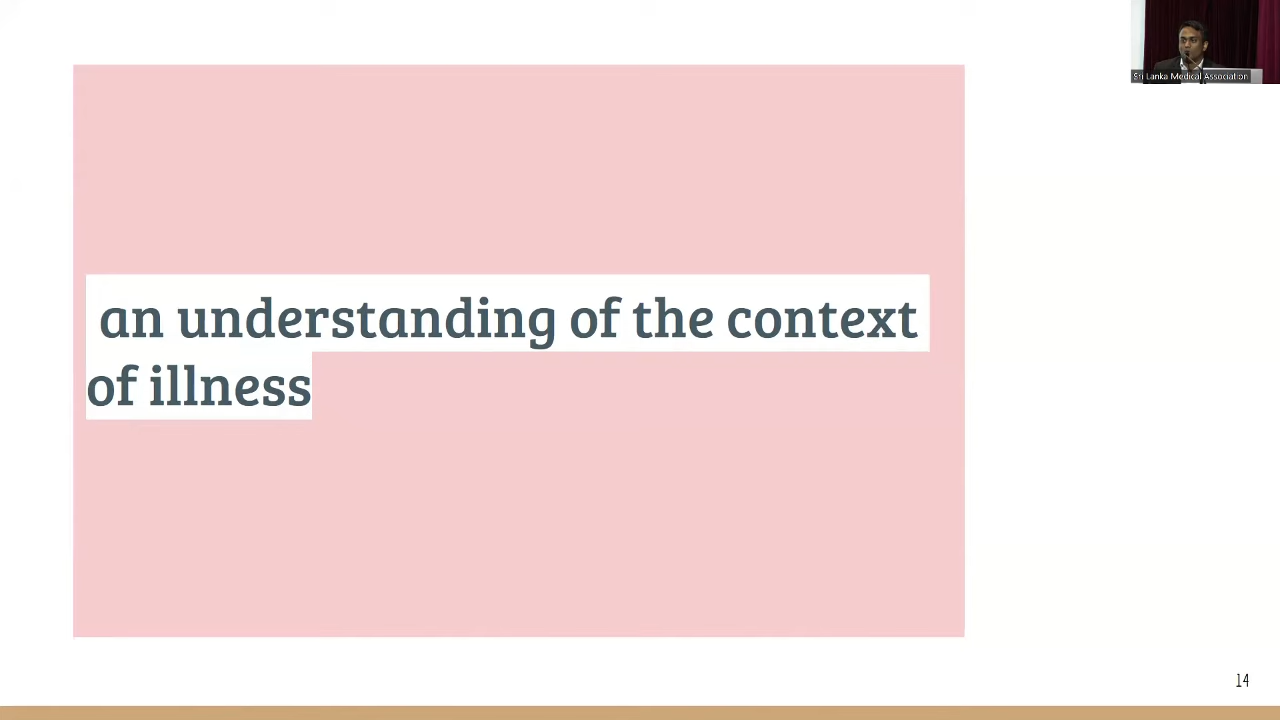 Sri Lanka Medical Association
an understanding of the context
of illness
14